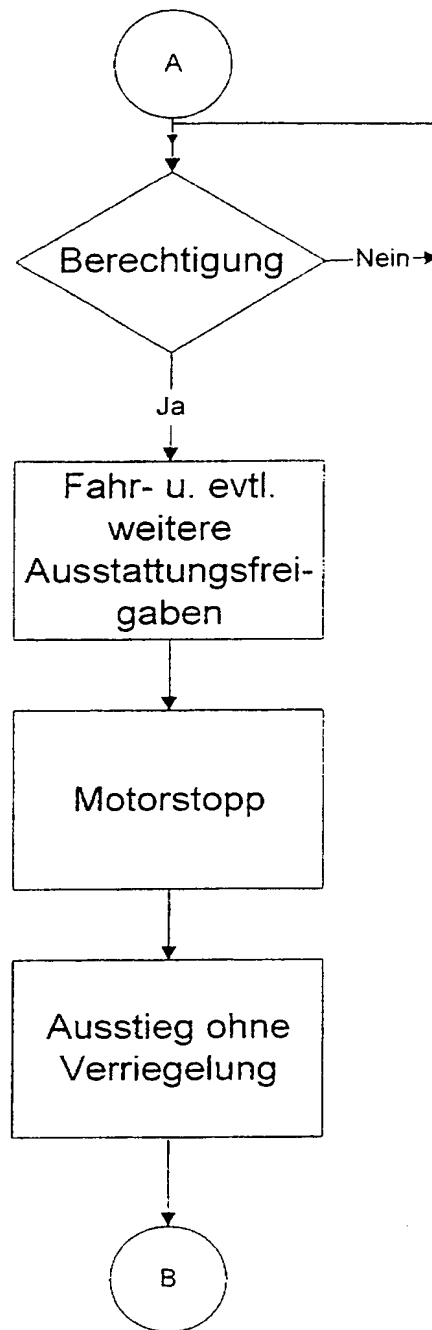 A
Berechtigung
Nein
Ja
Fahr- u. evtl.
weitere
Ausstattungsfrei-
gaben
Motorstopp
Ausstieg ohne
Verriegelung
B